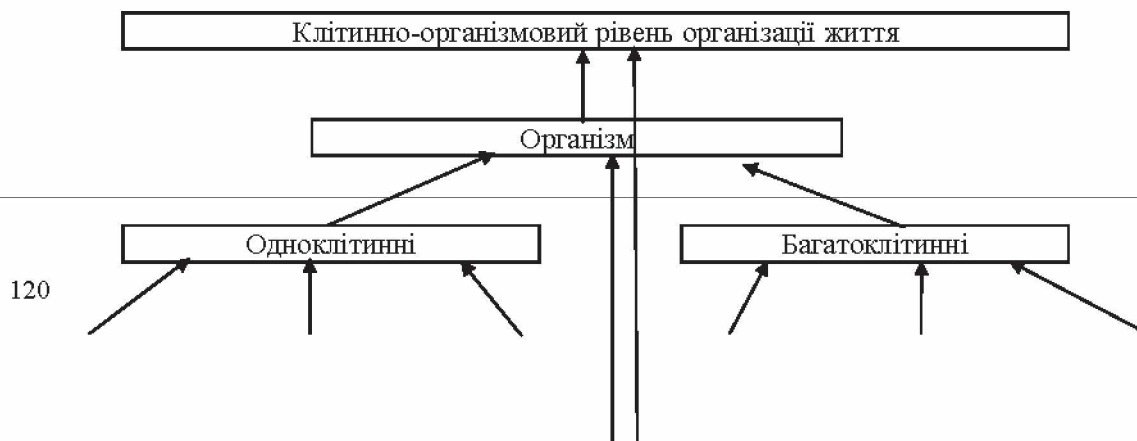 Клітинно-організмовий рівень організації життя
Організм
Одноклітинні
Багатоклітинні
120